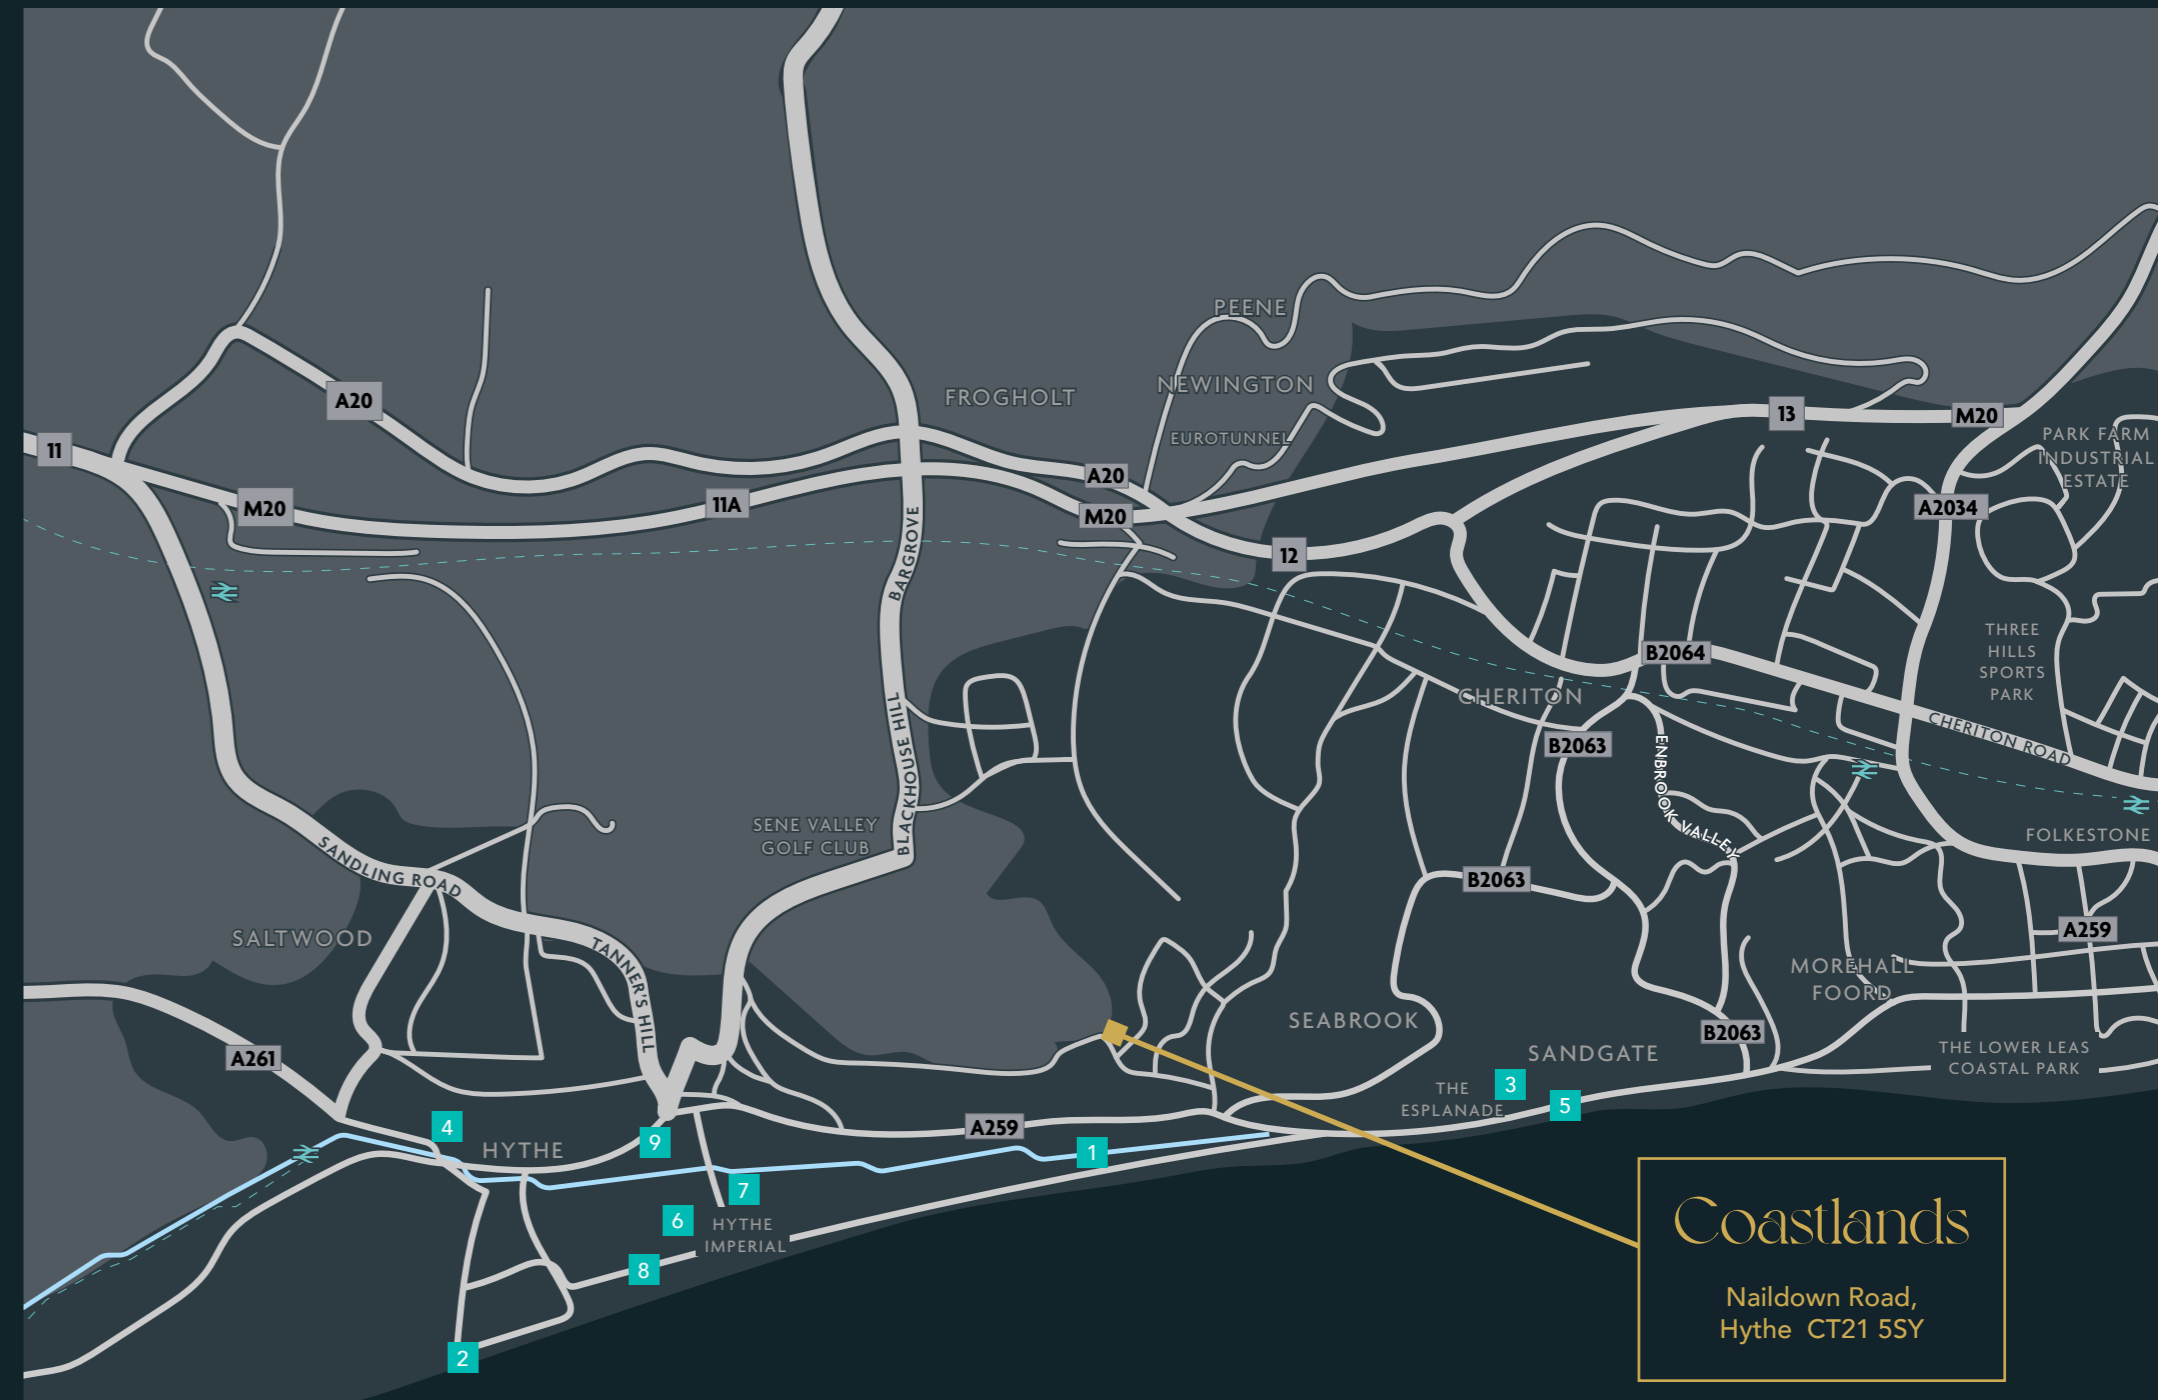 PEENE
NEWINGTON
FROGHOLT
A20
EUROTUNNEL
13
M20
PARK FARM
INDUSTRIAL
ESTATE
11
M20
11A
A20
M20
A2034
12
BARGROVE
THREE
HILLS
SPORTS
PARK
B2064
CHERITON
B2063
CHERITON ROAD
ENBROOK VALLEY
BLACKHOUSE HILL
SENE VALLEY
GOLF CLUB
FOLKESTONE
SANDLING ROAD
B2063
SALTWOOD
TANNER'S HILL
A259
MOREHALL
FOORD
SEABROOK
B2063
SANDGATE
THE LOWER LEAS
COASTAL PARK
A261
THE
ESPLANADE
3
5
4
A259
HYTHE
9
1
7
6
HYTHE
IMPERIAL
8
2
Coastlands
Naildown Road,
Hythe CT21 5SY